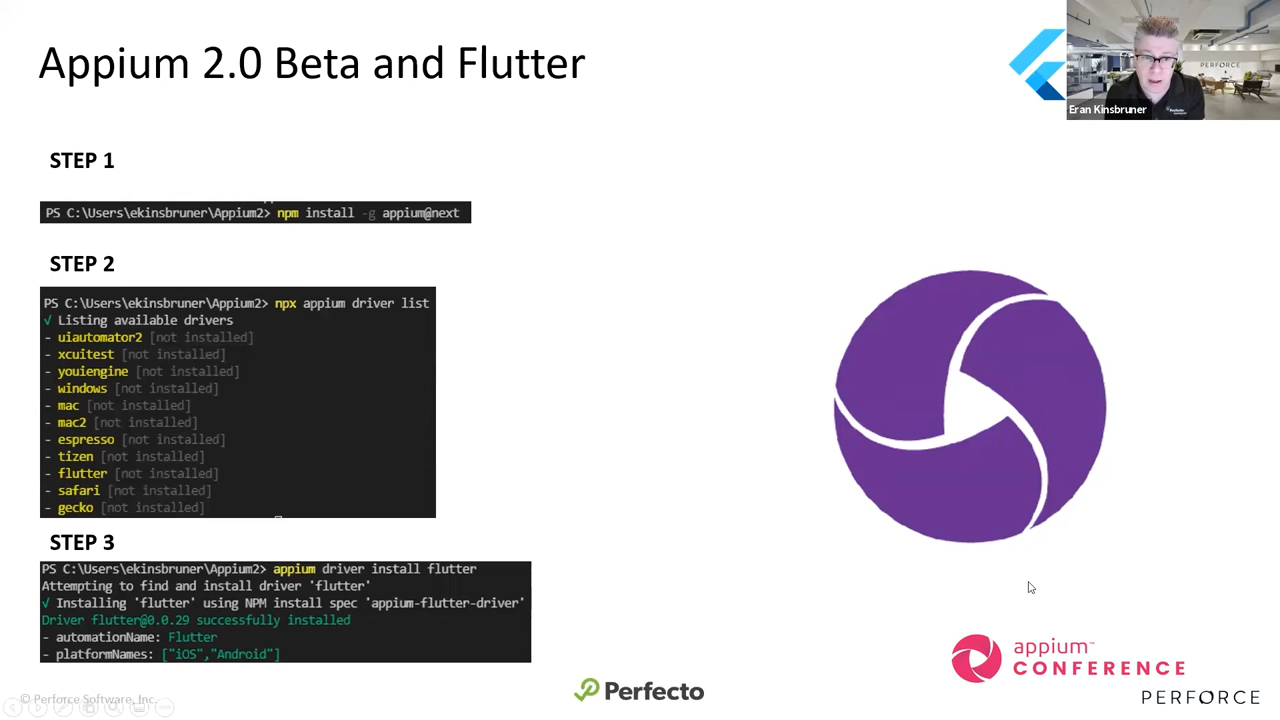 Appium 2.0 Beta and Flutter
PERFORCE
Eran Kinsbruner
STEP 1
PS C:\Users\ekinsbruner\Appium2> npm install -g appium@next
STEP 2
PS C:\Users\ekinsbruner\Appium2> npx appium driver list
√ Listing available drivers
- uiautomator2 [not installed]
- xcuitest [not installed]
- youiengine [not installed]
- windows [not installed]
- mac [not installed]
- mac2 [not installed]
- espresso [not installed]
- tizen [not installed]
- flutter [not installed]
- safari [not installed]
- gecko [not installed]
STEP 3
PS C:\Users\ekinsbruner\Appium2> appium driver install flutter
Attempting to find and install driver 'flutter'
√ Installing 'flutter' using NPM install spec 'appium-flutter-driver'
Driver flutter@0.0.29 successfully installed
- automationName: Flutter
- platformNames: ["iOS","Android"]
appium™
CONFERENCE
Perfecto
PERFORCE
© Perforce Software, Inc.